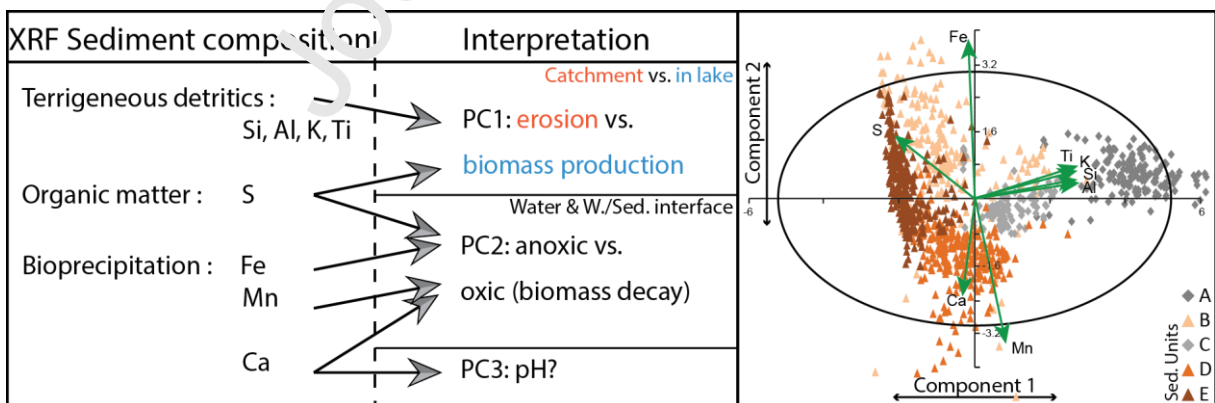 Jo
XRF Sediment composition
Interpretation
Catchment vs. in lake
Terrigeneous detritics :
Si, Al, K, Ti
PC1: erosion vs.
biomass production
Organic matter : S
Water & W./Sed. interface
PC2: anoxic vs.
Bioprecipitation : Fe
Mn
oxic (biomass decay)
Ca
PC3: pH?
Component 2
Fe
3.2
S
1.6
Ti
K
Si
Al
-6
6
Ca
Mn
-3.2
Component 1
Sed. Units
A
B
C
D
E